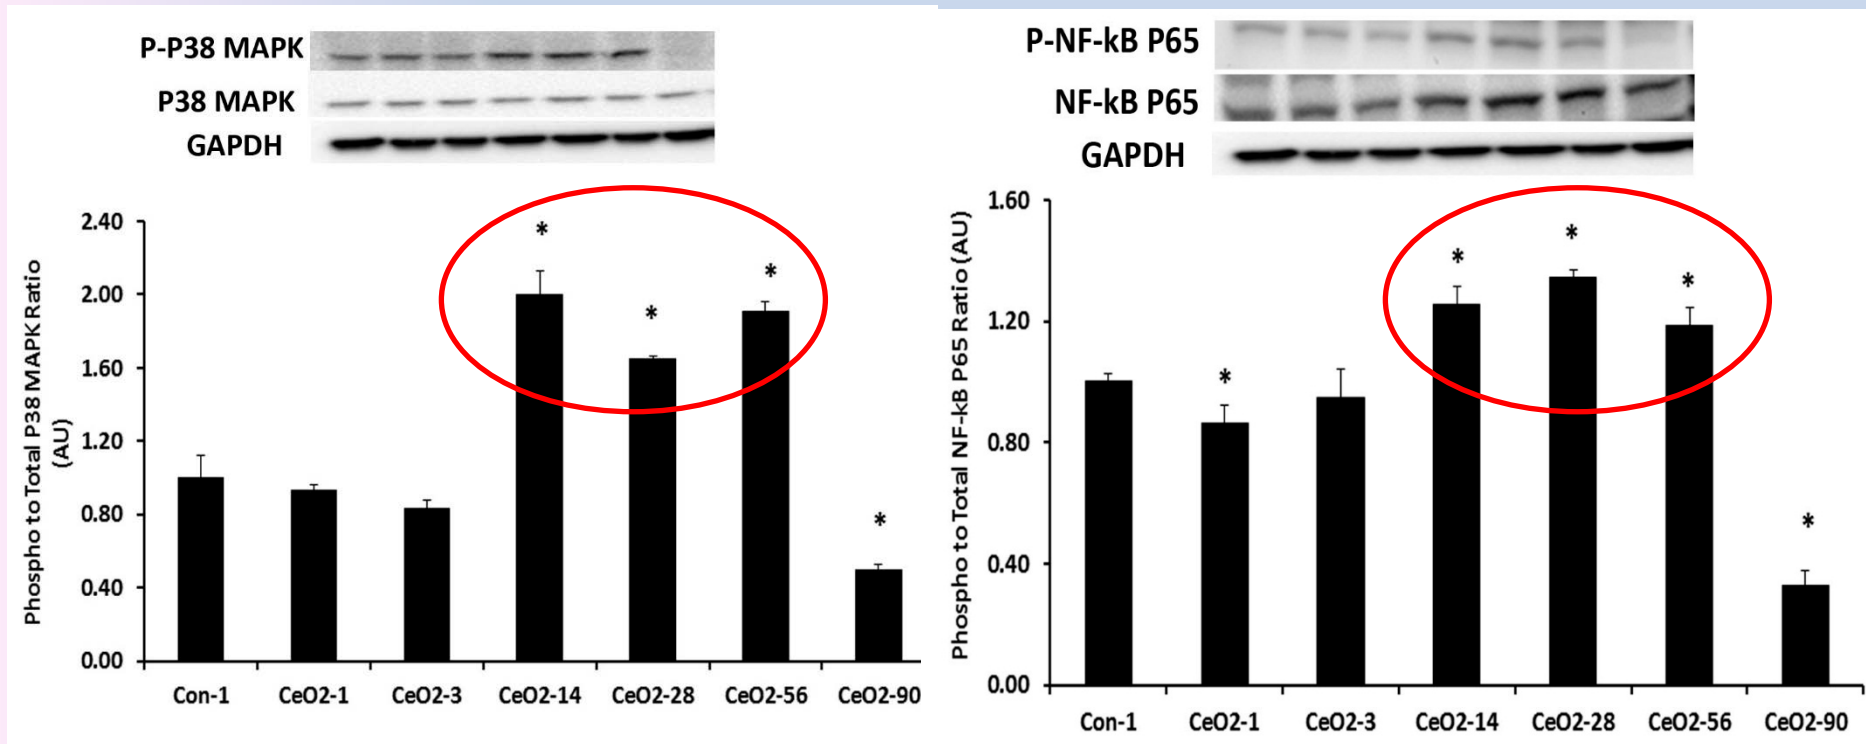 P-P38 MAPK
P38 MAPK
GAPDH
Phospho to Total P38 MAPK Ratio
(AU)
2.40
2.00
1.60
1.20
0.80
0.40
0.00
*
*
*
*
Con-1 CeO2-1 CeO2-3 CeO2-14 CeO2-28 CeO2-56 CeO2-90
P-NF-kB P65
NF-kB P65
GAPDH
Phospho to Total NF-kB P65 Ratio (AU)
1.60
1.20
0.80
0.40
0.00
*
*
*
*
*
Con-1 CeO2-1 CeO2-3 CeO2-14 CeO2-28 CeO2-56 CeO2-90